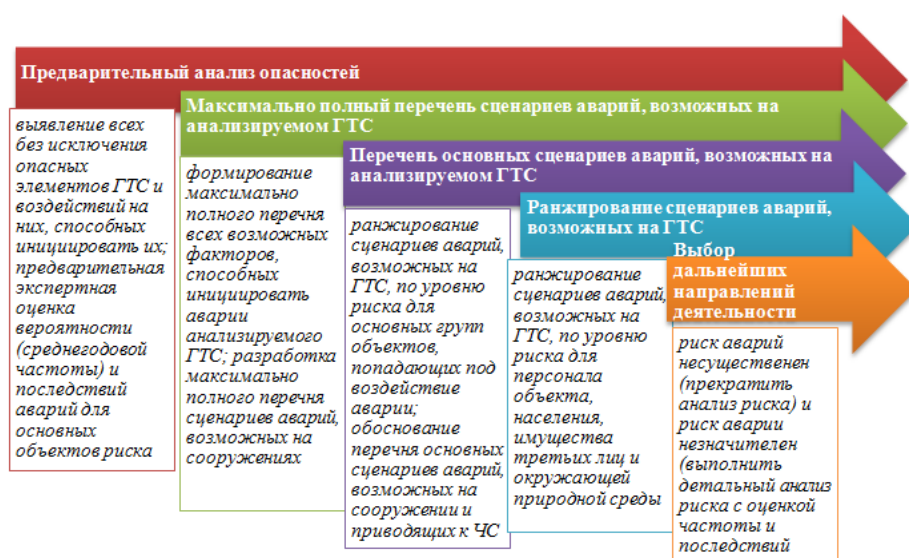 Предварительный анализ опасностей
выявление всех
без исключения
опасных
элементов ГТС и
воздействий на
них, способных
инициировать их;
предварительная
экспертная
оценка
вероятности
(среднегодовой
частоты) и
последствий
аварий для
основных
объектов риска
Максимально полный перечень сценариев аварий, возможных на
анализируемом ГТС
формирование
максимально
полного перечня
всех возможных
факторов,
способных
инициировать
аварии
анализируемого
ГТС; разработка
максимально
полного перечня
сценариев аварий,
возможных на
сооружениях
Перечень основных сценариев аварий, возможных на
анализируемом ГТС
ранжирование
сценариев аварий,
возможных на
ГТС, по уровню
риска для
основных групп
объектов,
попадающих под
воздействие
аварии;
обоснование
перечня основных
сценариев аварий,
возможных на
сооружении и
приводящих к ЧС
Ранжирование сценариев аварий,
возможных на ГТС
ранжирование
сценариев аварий,
возможных на
ГТС, по уровню
риска для
персонала
объекта,
населения,
имущества
третьих лиц и
окружающей
природной среды
Выбор
дальнейших
направлений
деятельности
риск аварий
несущественен
(прекратить
анализ риска) и
риск аварии
незначителен
(выполнить
детальный анализ
риска с оценкой
частоты и
последствий